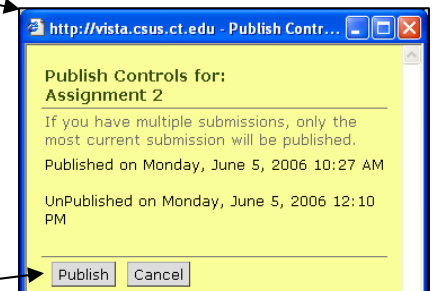 http://vista.csus.ct.edu - Publish Contr...
Publish Controls for:
Assignment 2
If you have multiple submissions, only the
most current submission will be published.
Published on Monday, June 5, 2006 10:27 AM
UnPublished on Monday, June 5, 2006 12:10
PM
Publish Cancel